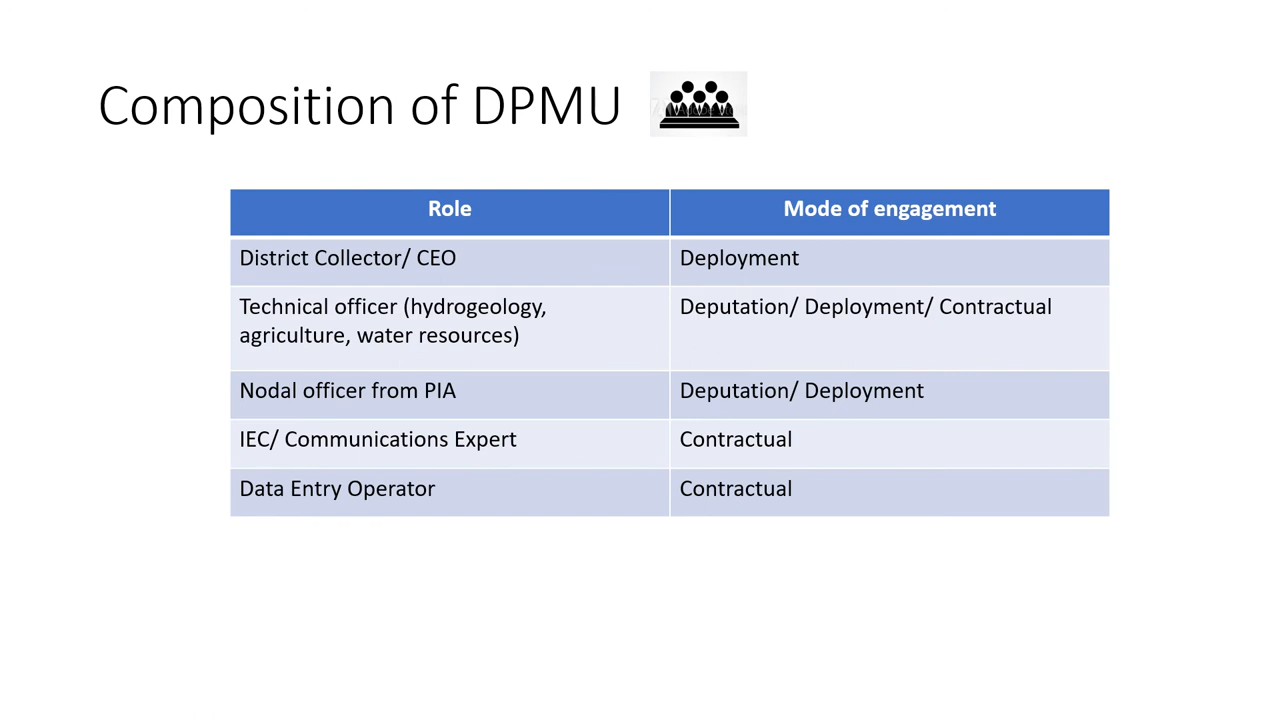 Composition of DPMU
Role
Mode of engagement
District Collector/ CEO
Deployment
Technical officer (hydrogeology,
agriculture, water resources)
Deputation/ Deployment/ Contractual
Nodal officer from PIA
Deputation/ Deployment
IEC/ Communications Expert
Contractual
Data Entry Operator
Contractual